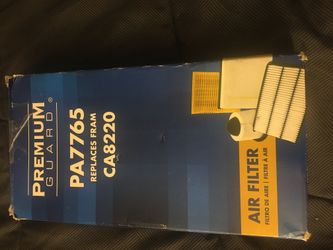 PREMIUM
GUARD
PA7765
REPLACES FRAM
CA8220
AIR FILTER
FILTRO DE AIRE / FILTRE À AIR